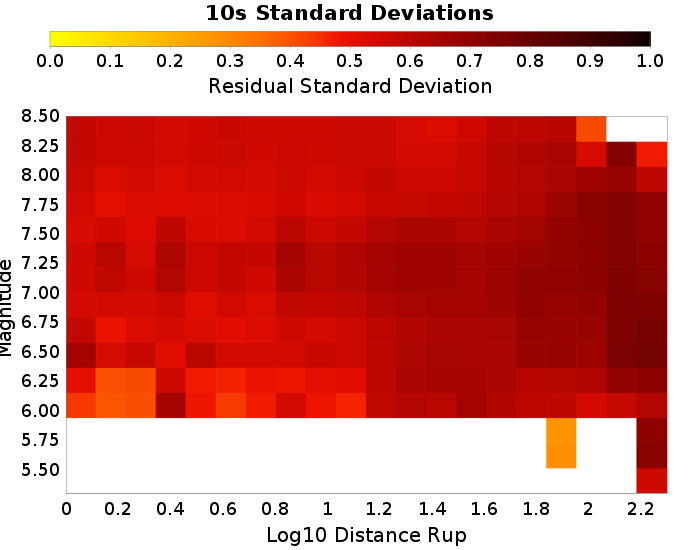 10s Standard Deviations
0.0 0.1 0.2 0.3 0.4 0.5 0.6 0.7 0.8 0.9 1.0
Residual Standard Deviation
8.50
8.25
8.00
7.75
7.50
7.25
7.00
6.75
6.50
6.25
6.00
5.75
5.50
Magnitude
0 0.2 0.4 0.6 0.8 1 1.2 1.4 1.6 1.8 2 2.2
Log10 Distance Rup